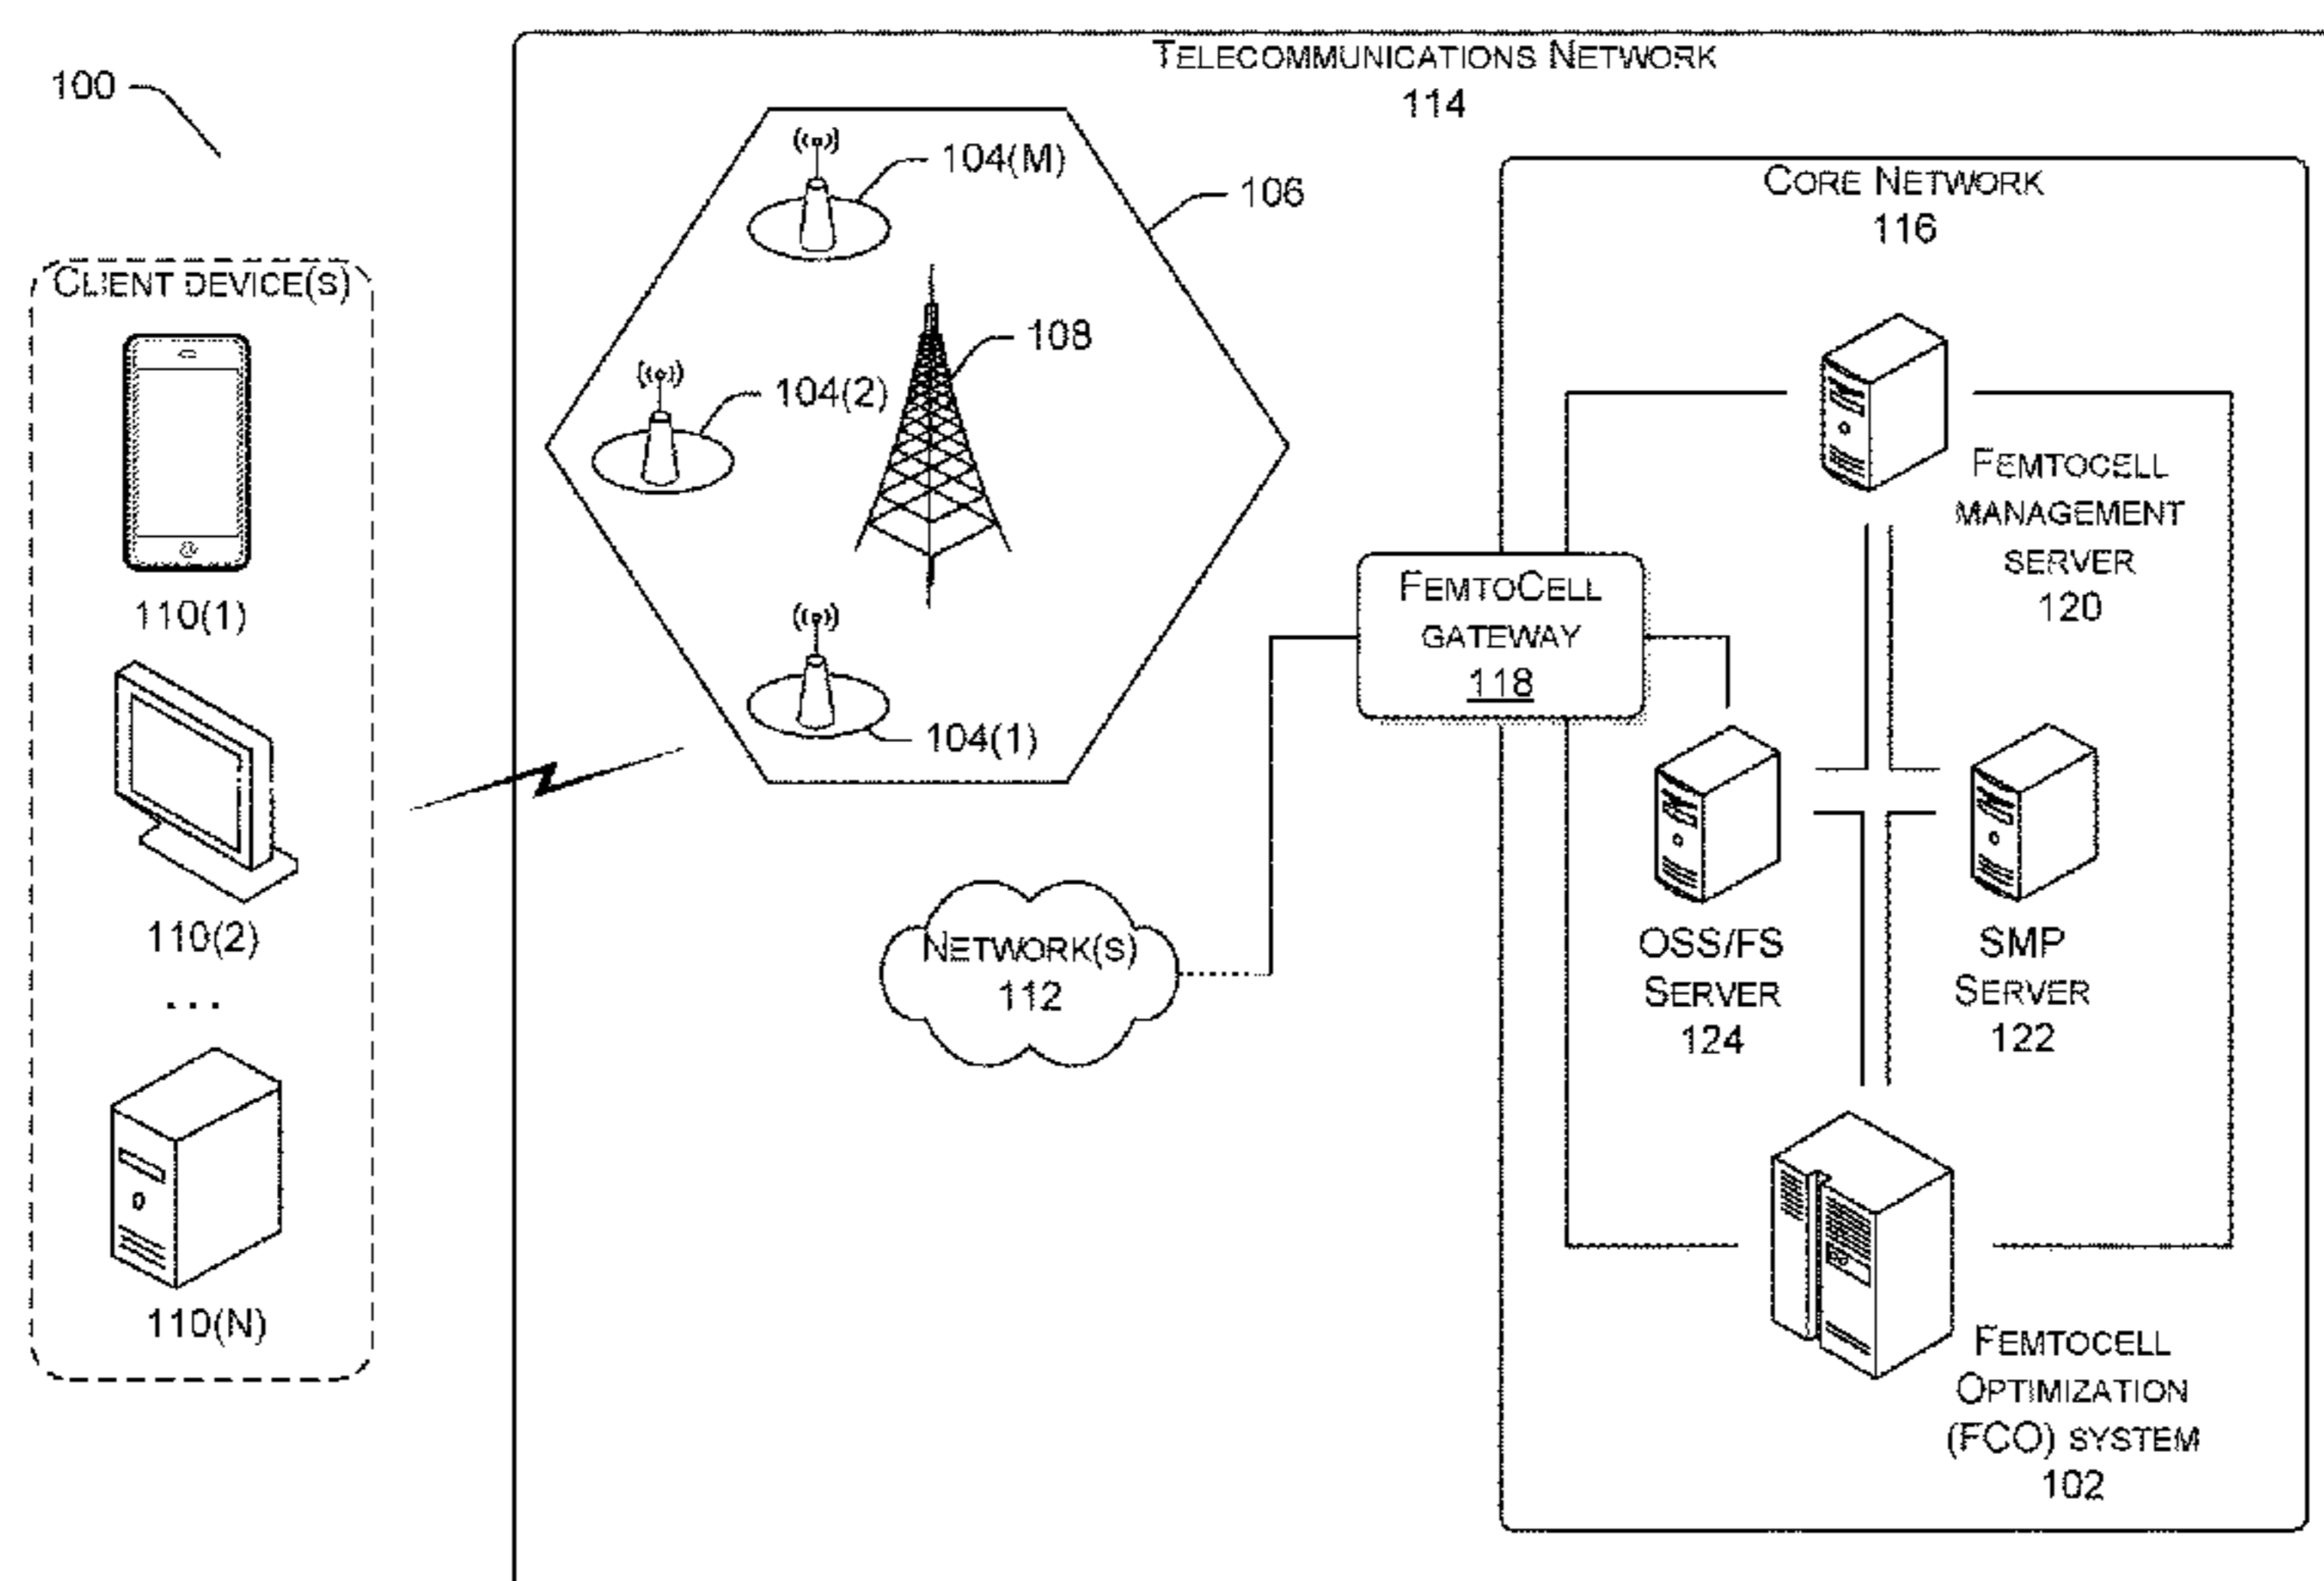 100
TELECOMMUNICATIONS NETWORK
114
104(M)
106
CORE NETWORK
116
CLIENT DEVICE(S)
108
104(2)
110(1)
FEMTOCELL
MANAGEMENT
SERVER
120
FEMTOCELL
GATEWAY
118
104(1)
110(2)
...
NETWORK(S)
112
OSS/FS
SERVER
124
SMP
SERVER
122
110(N)
FEMTOCELL
OPTIMIZATION
(FCO) SYSTEM
102